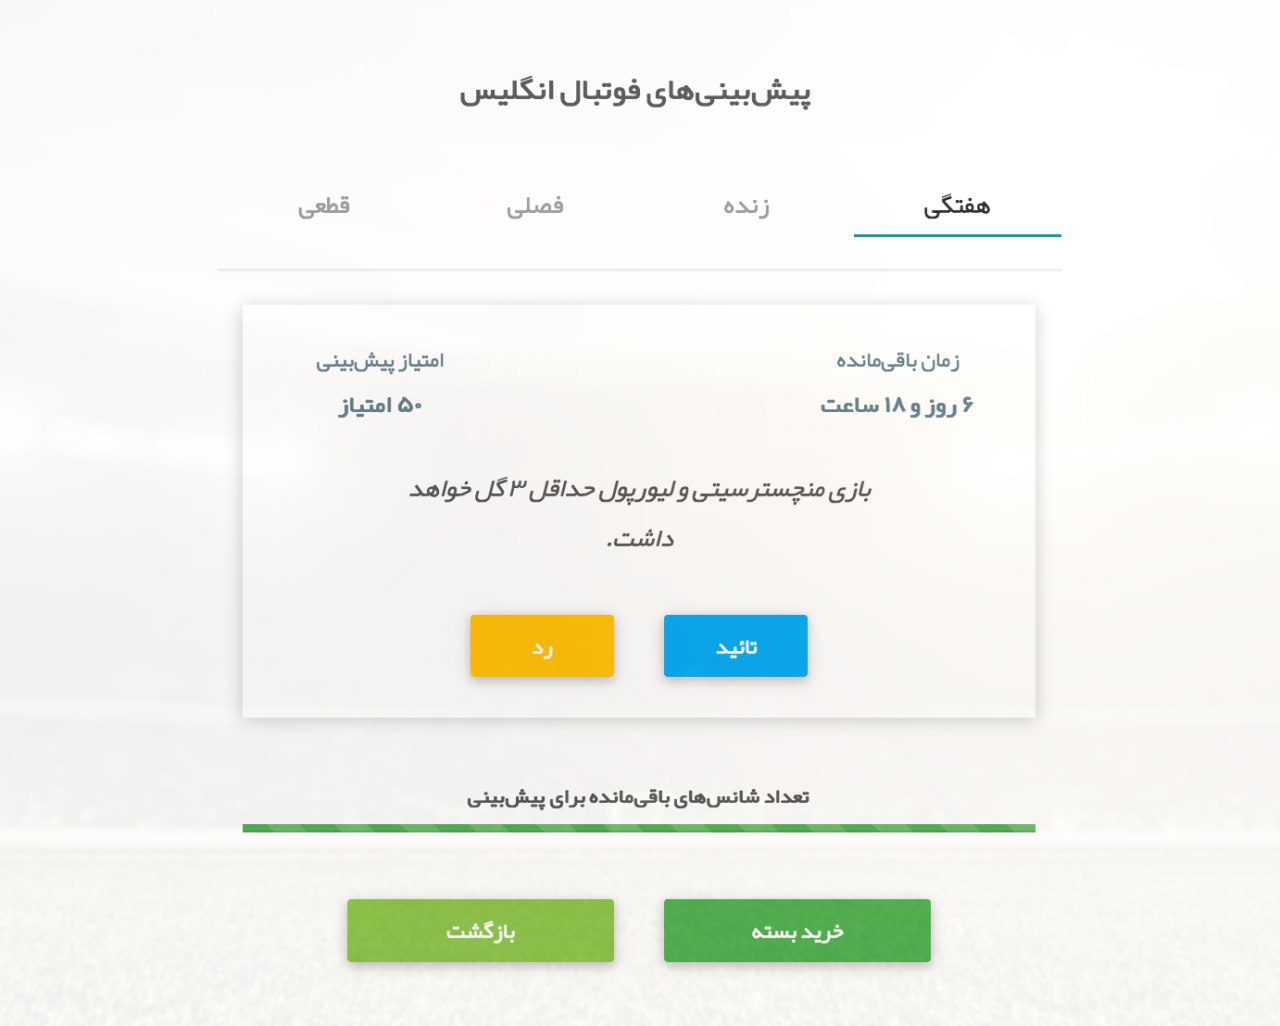 پیش‌بینی‌های فوتبال انگلیس
هفتگی
زنده
فصلی
قطعی
زمان باقی‌مانده
۶ روز و ۱۸ ساعت
امتیاز پیش‌بینی
۵۰ امتیاز
بازی منچسترسیتی و لیورپول حداقل ۳ گل خواهد
داشت.
تائید
رد
تعداد شانس‌های باقی‌مانده برای پیش‌بینی
خرید بسته
بازگشت